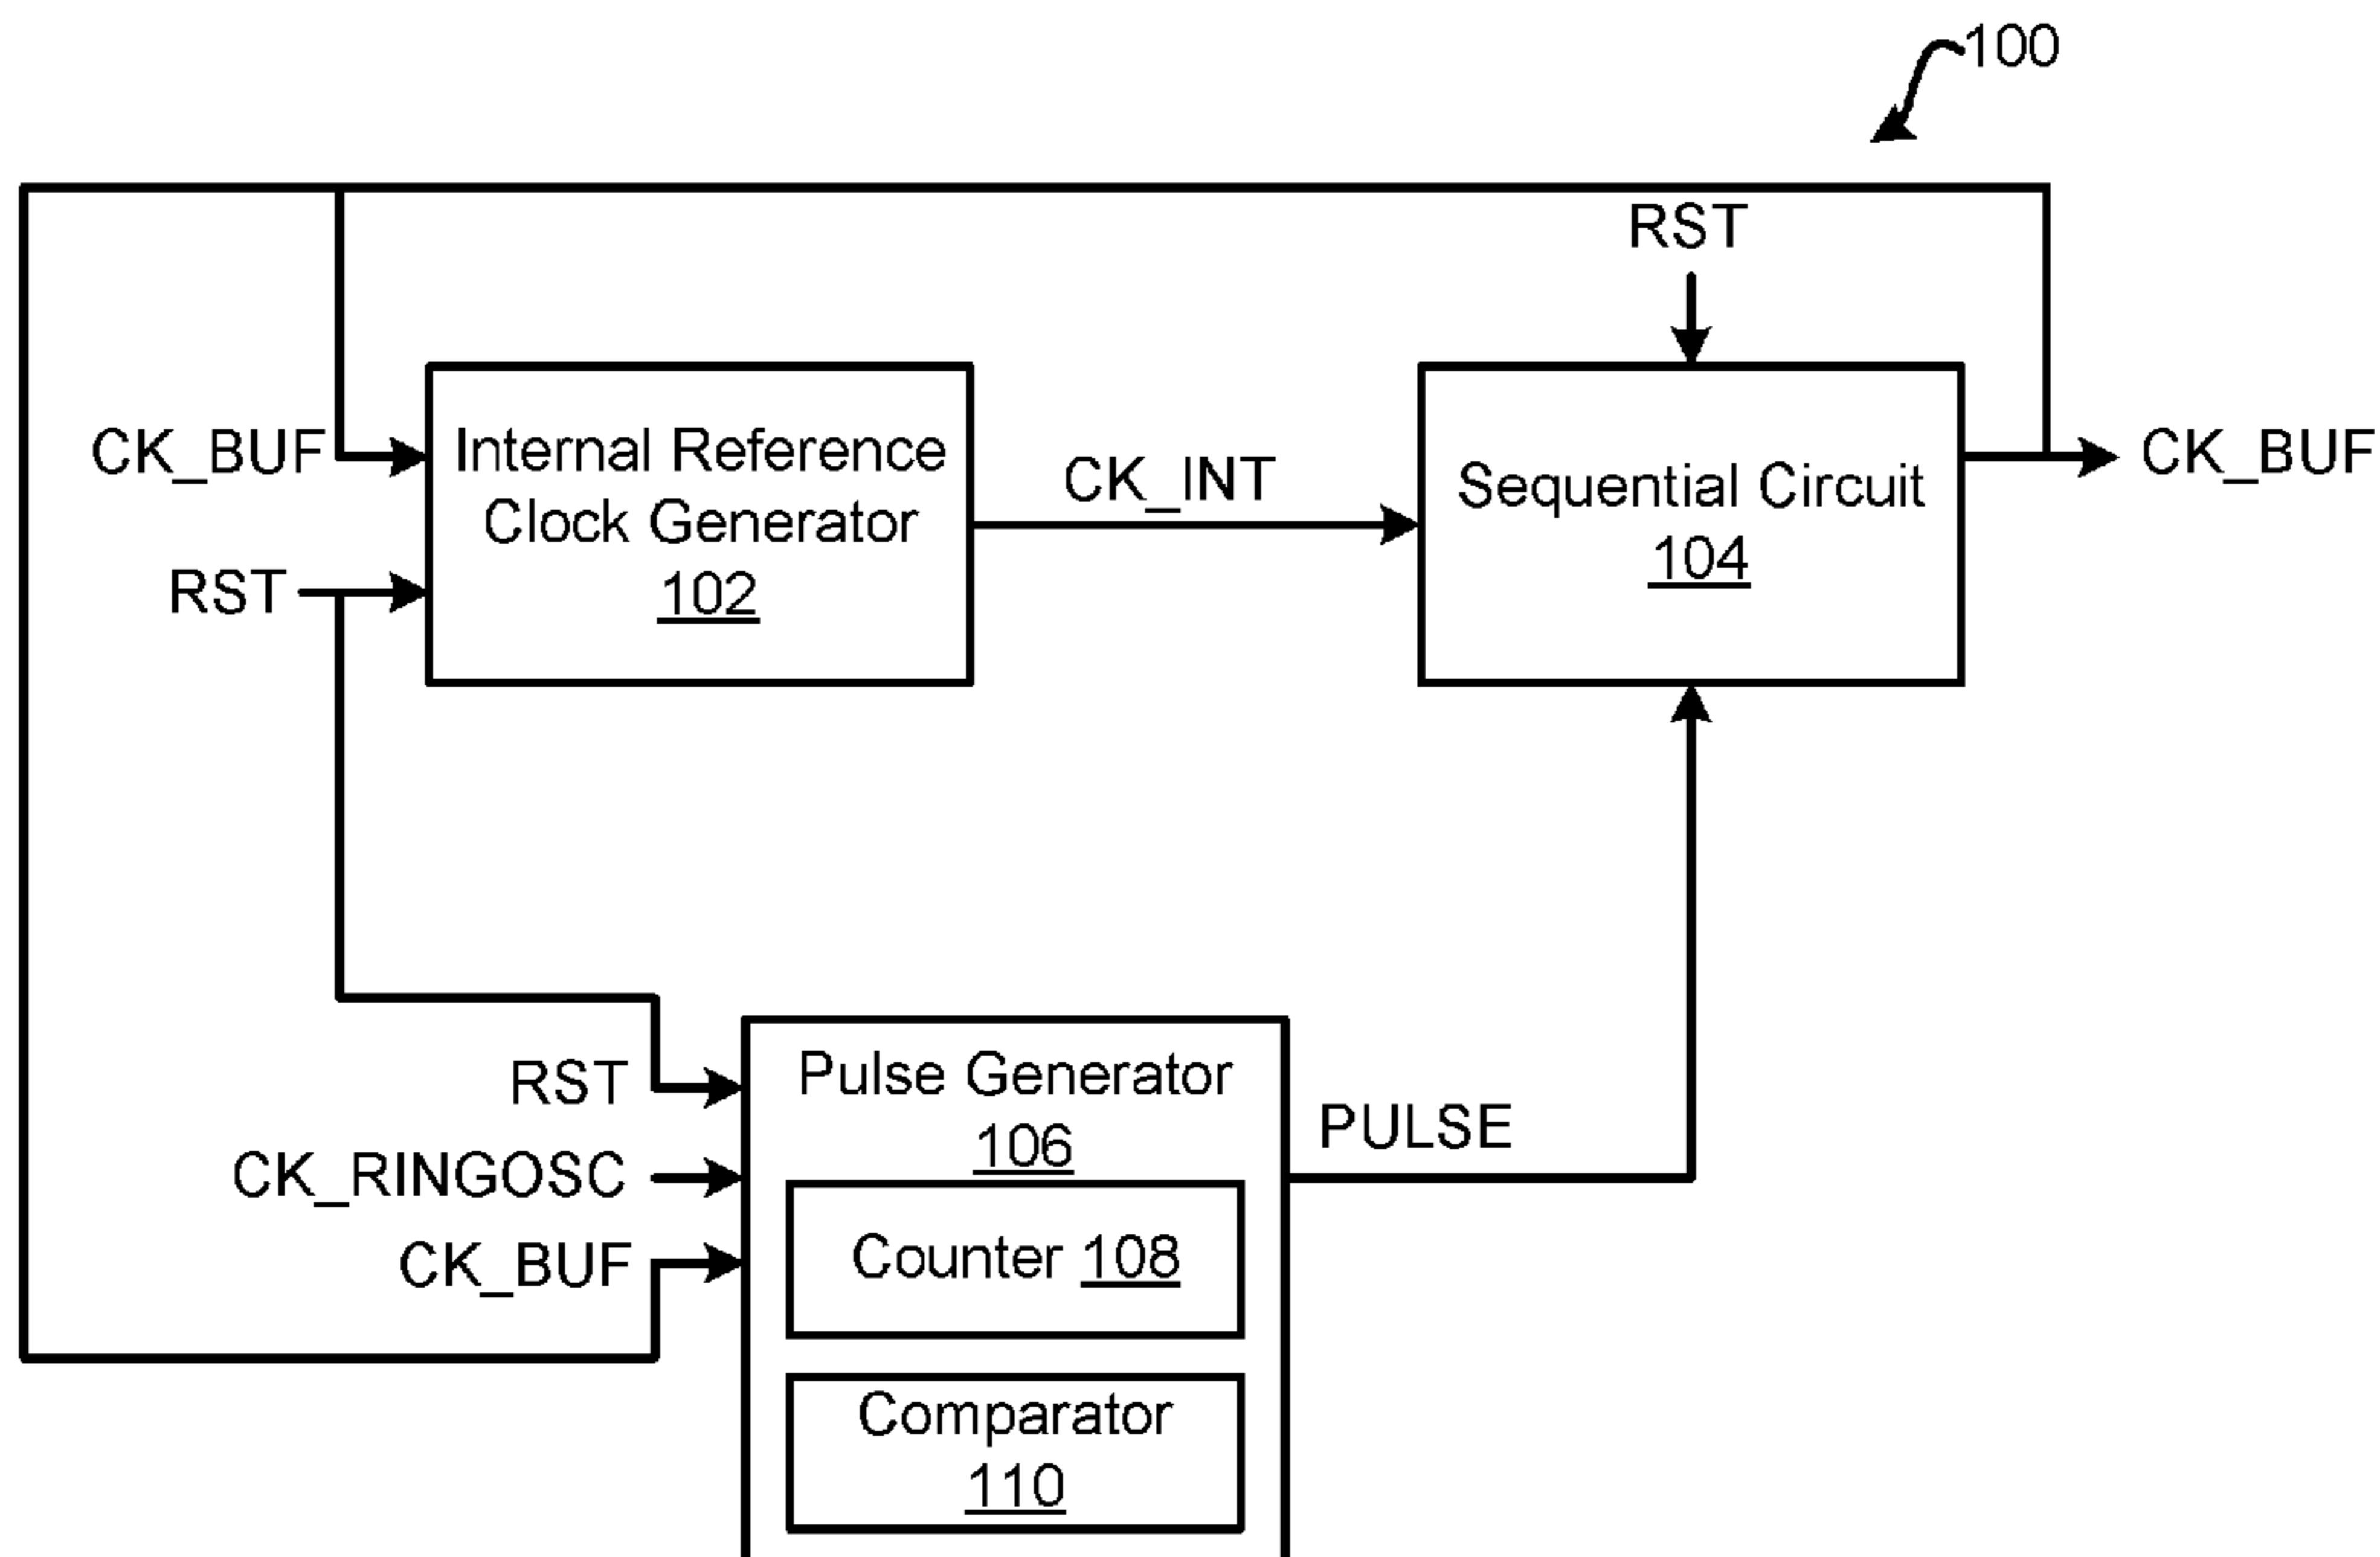 100
RST
CK_BUF
Internal Reference
Clock Generator
102
CK_INT
Sequential Circuit
104
CK_BUF
RST
RST
Pulse Generator
106
PULSE
CK_RINGOSC
CK_BUF
Counter 108
Comparator
110